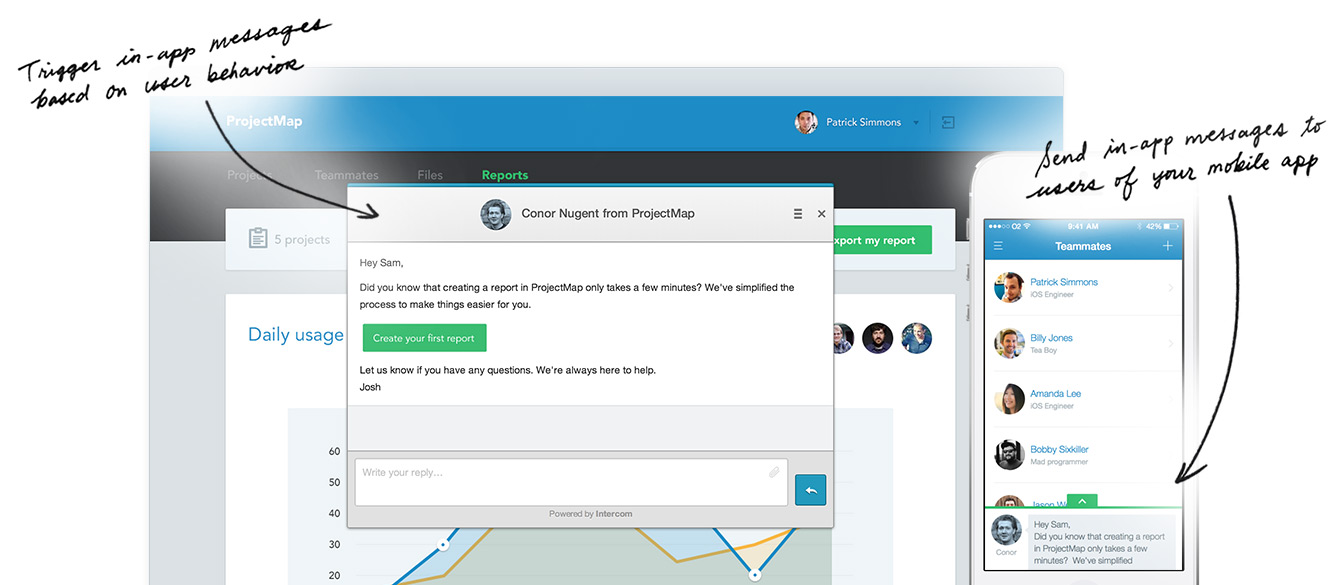 Trigger in-app messages
based on user behavior
ProjectMap
Patrick Simmons
Projects
Teammates
Files
Reports
5 projects
xport my report
Conor Nugent from ProjectMap
Hey Sam,
Did you know that creating a report in ProjectMap only takes a few minutes? We've simplified the
process to make things easier for you.
Create your first report
Let us know if you have any questions. We're always here to help.
Josh
Write your reply...
Powered by Intercom
Daily usage
60
50
40
30
20
Send in-app messages to
users of your mobile app
O2
9:41 AM
42%
Teammates
Patrick Simmons
iOS Engineer
Billy Jones
Tea Boy
Amanda Lee
iOS Engineer
Bobby Sixkiller
Mad programmer
Jason W
Conor
Hey Sam,
Did you know that creating a report
in ProjectMap only takes a few
minutes? We've simplified